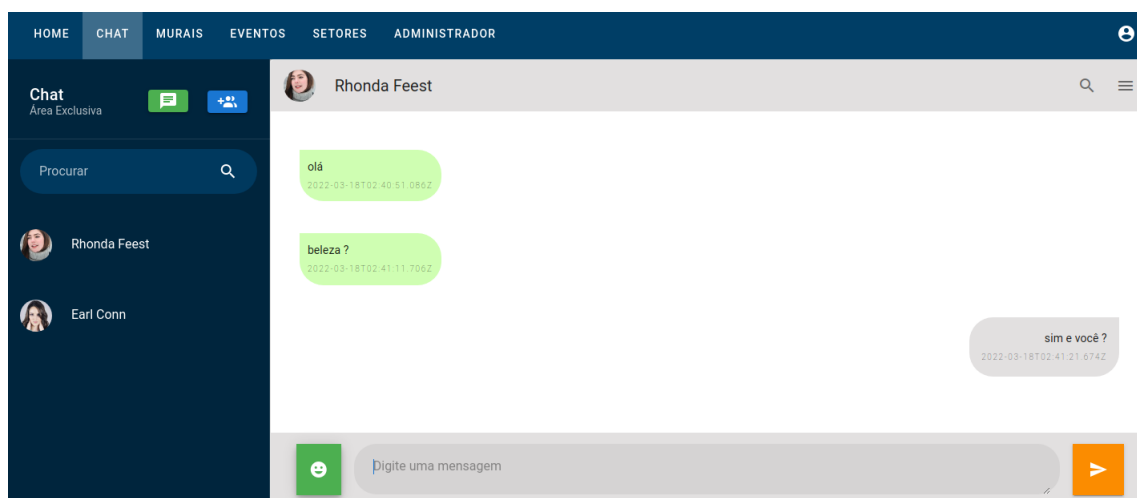 HOME CHAT MURAIS EVENTOS SETORES ADMINISTRADOR
Chat
Área Exclusiva
Procurar
Rhonda Feest
Earl Conn
Rhonda Feest
olá
2022-03-18T02:40:51.086Z
beleza ?
2022-03-18T02:41:11.706Z
sim e você ?
2022-03-18T02:41:21.674Z
Digite uma mensagem